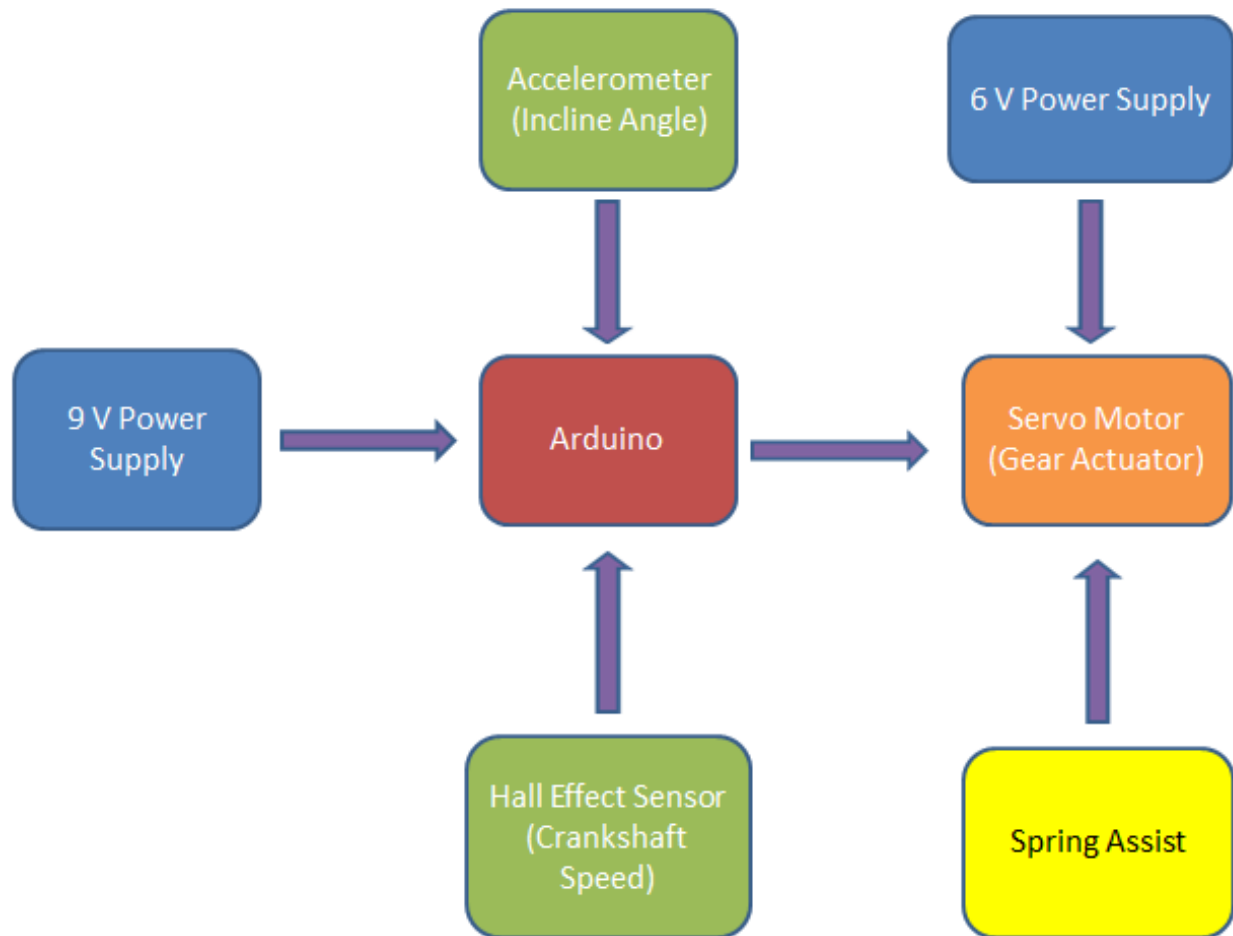 Accelerometer
(Incline Angle)
6 V Power Supply
9 V Power
Supply
Arduino
Servo Motor
(Gear Actuator)
Hall Effect Sensor
(Crankshaft
Speed)
Spring Assist